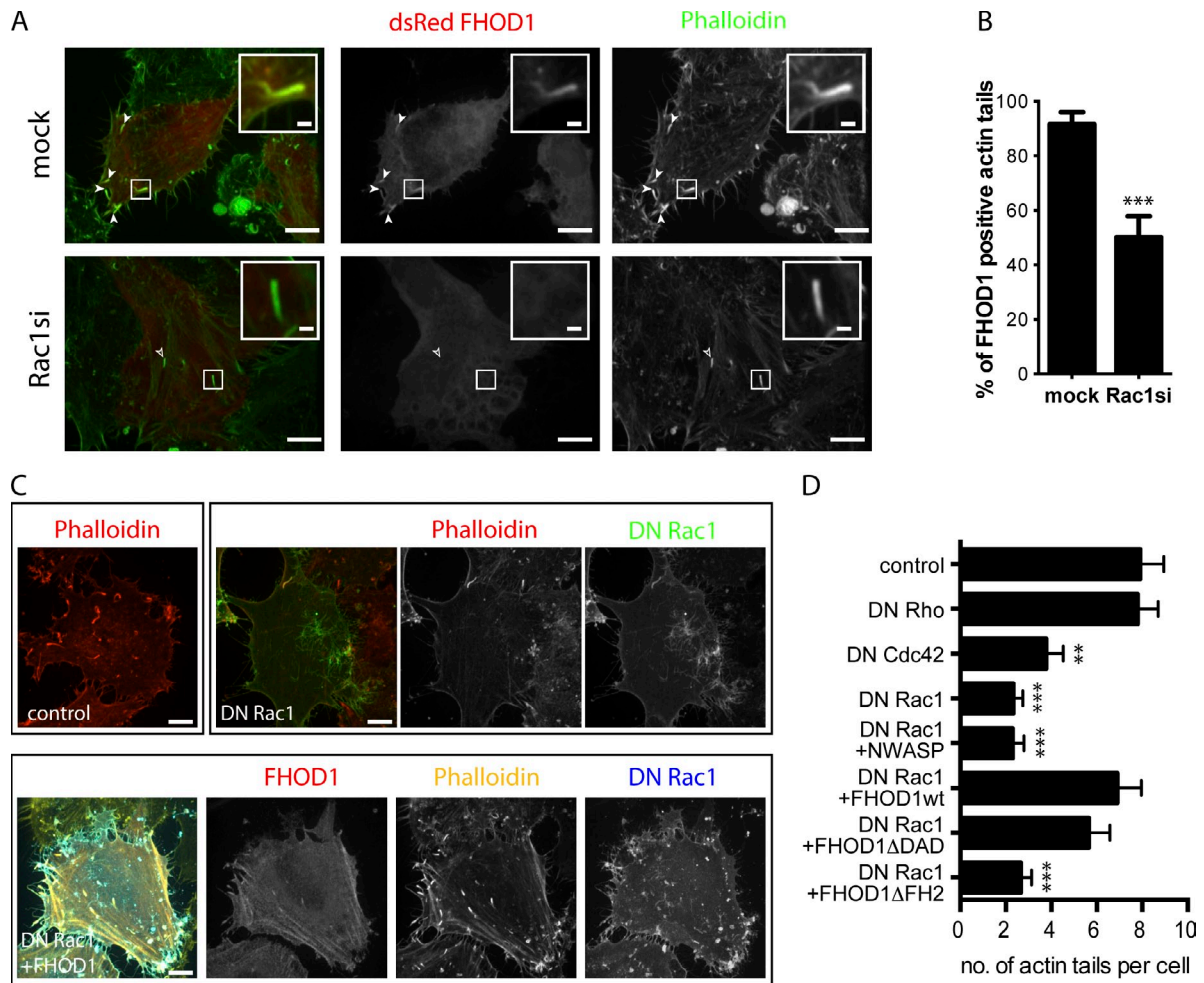 A
dsRed FHOD1
Phalloidin
mock
Rac1si
B
% of FHOD1 positive actin tails
100
80
60
40
20
0
***
mock Rac1si
C
Phalloidin
control
Phalloidin
DN Rac1
DN Rac1
FHOD1
Phalloidin
DN Rac1
DN Rac1
+FHOD1
D
control
DN Rho
DN Cdc42
**
DN Rac1
***
DN Rac1
+NWASP
***
DN Rac1
+FHOD1wt
DN Rac1
+FHOD1ΔDAD
DN Rac1
+FHOD1ΔFH2
***
0 2 4 6 8 10
no. of actin tails per cell